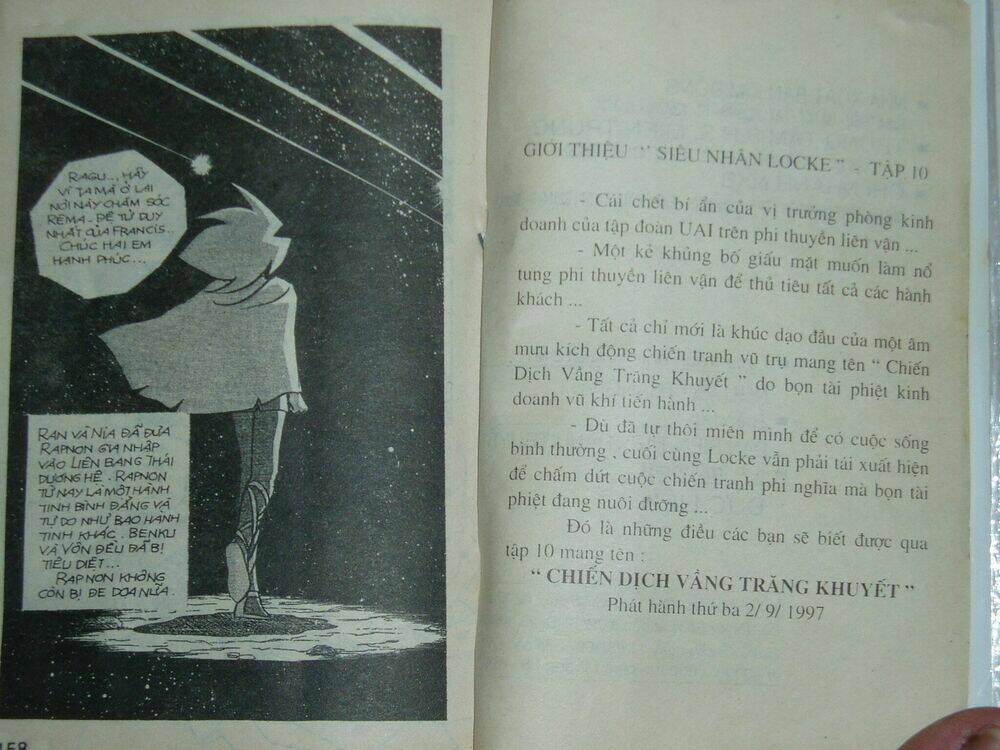 RAGU..., HÃY
VÌ TA MÀ Ở LẠI
NƠI NÀY CHĂM SÓC
REMA - ĐỆ TỬ DUY
NHẤT CỦA FRANCIS...
CHÚC HAI EM
HẠNH PHÚC...
RAN VÀ NIA ĐÃ ĐƯA
RAPNON GIA NHẬP
VÀO LIÊN BANG THÁI
DƯƠNG HỆ. RAPNON
TỪ NAY LÀ MỘT HÀNH
TINH BÌNH ĐẲNG VÀ
TỰ DO NHƯ BAO HÀNH
TINH KHÁC. BENKU
VÀ VÔN ĐỀU ĐÃ BỊ
TIÊU DIỆT...
RAPNON KHÔNG
CÒN BỊ ĐE DỌA NỮA.
158
GIỚI THIỆU " SIÊU NHÂN LOCKE " - TẬP 10
- Cái chết bí ẩn của vị trưởng phòng kinh
doanh của tập đoàn UAI trên phi thuyền liên vận ...
- Một kẻ khủng bố giấu mặt muốn làm nổ
tung phi thuyền liên vận để thủ tiêu tất cả các hành
khách ...
- Tất cả chỉ mới là khúc dạo đầu của một âm
mưu kích động chiến tranh vũ trụ mang tên " Chiến
Dịch Vầng Trăng Khuyết " do bọn tài phiệt kinh
doanh vũ khí tiến hành ...
- Dù đã tự thôi miên mình để có cuộc sống
bình thường , cuối cùng Locke vẫn phải tái xuất hiện
để chấm dứt cuộc chiến tranh phi nghĩa mà bọn tài
phiệt đang nuôi đưỡng ...
Đó là những điều các bạn sẽ biết được qua
tập 10 mang tên :
" CHIẾN DỊCH VẦNG TRĂNG KHUYẾT "
Phát hành thứ ba 2/ 9/ 1997